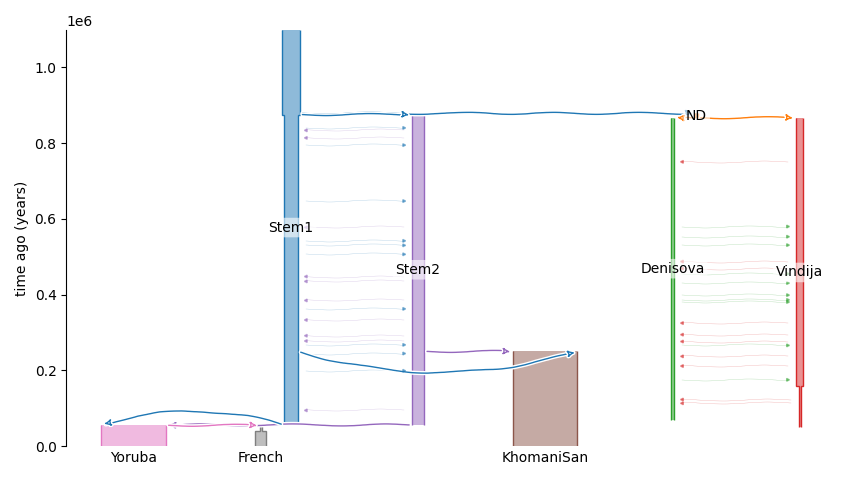 1e6
1.0
ND
0.8
0.6
Stem1
time ago (years)
Stem2
Denisova
Vindija
0.4
0.2
0.0
Yoruba
French
KhomaniSan